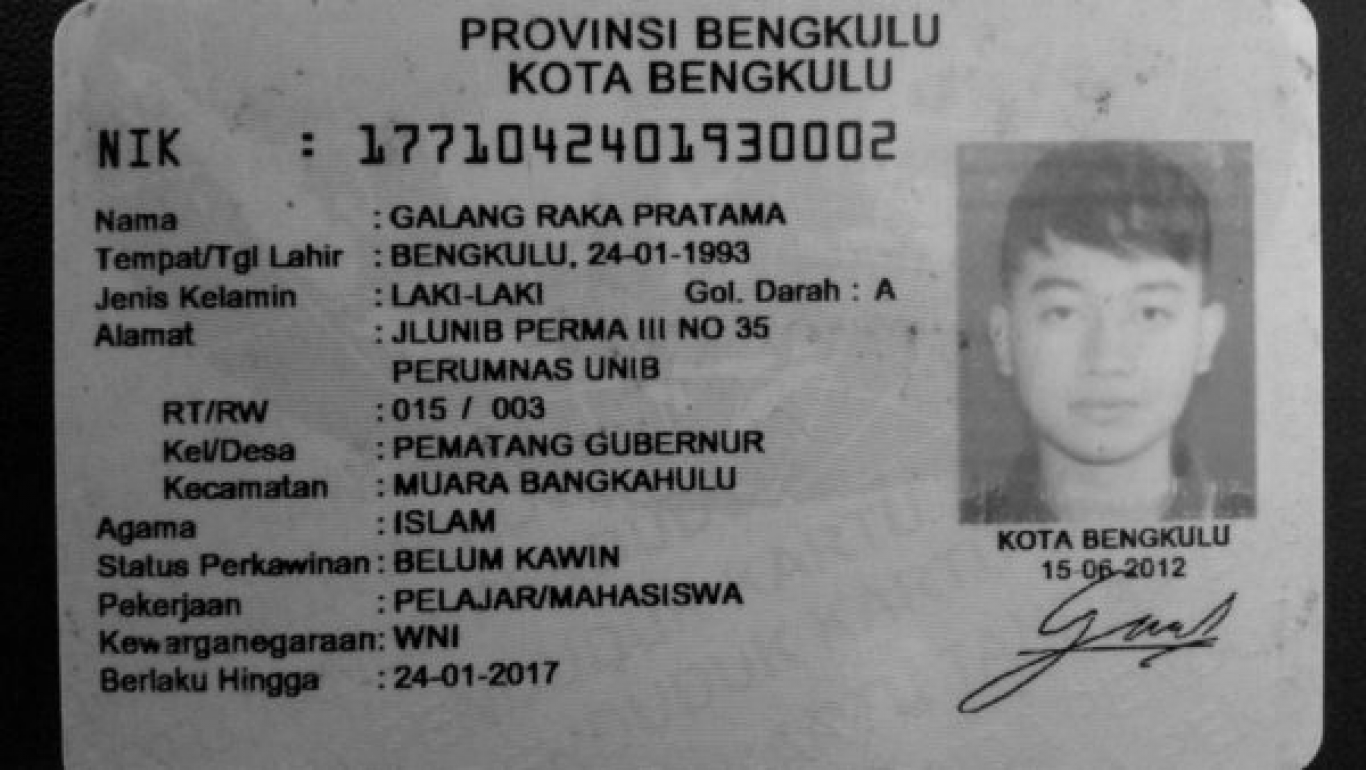 PROVINSI BENGKULU
KOTA BENGKULU
NIK : 1771042401930002
Nama : GALANG RAKA PRATAMA
Tempat/Tgl Lahir : BENGKULU, 24-01-1993
Jenis Kelamin : LAKI-LAKI Gol. Darah : A
Alamat : JLUNIB PERMA III NO 35
PERUMNAS UNIB
RT/RW : 015 / 003
Kel/Desa : PEMATANG GUBERNUR
Kecamatan : MUARA BANGKAHULU
Agama : ISLAM
Status Perkawinan : BELUM KAWIN
Pekerjaan : PELAJAR/MAHASISWA
Kewarganegaraan : WNI
Berlaku Hingga : 24-01-2017
KOTA BENGKULU
15-06-2012